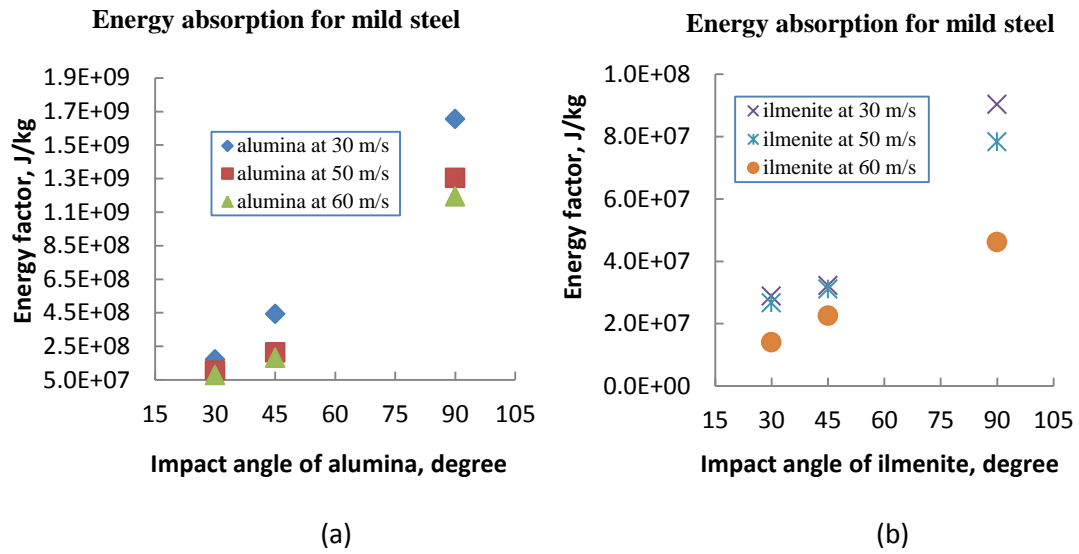 Energy absorption for mild steel
Energy factor, J/kg
1.9E+09
1.7E+09
1.5E+09
1.3E+09
1.1E+09
8.5E+08
6.5E+08
4.5E+08
2.5E+08
5.0E+07
alumina at 30 m/s
alumina at 50 m/s
alumina at 60 m/s
15 30 45 60 75 90 105
Impact angle of alumina, degree
(a)
Energy absorption for mild steel
Energy factor, J/kg
1.0E+08
8.0E+07
6.0E+07
4.0E+07
2.0E+07
0.0E+00
ilmenite at 30 m/s
ilmenite at 50 m/s
ilmenite at 60 m/s
15 30 45 60 75 90 105
Impact angle of ilmenite, degree
(b)